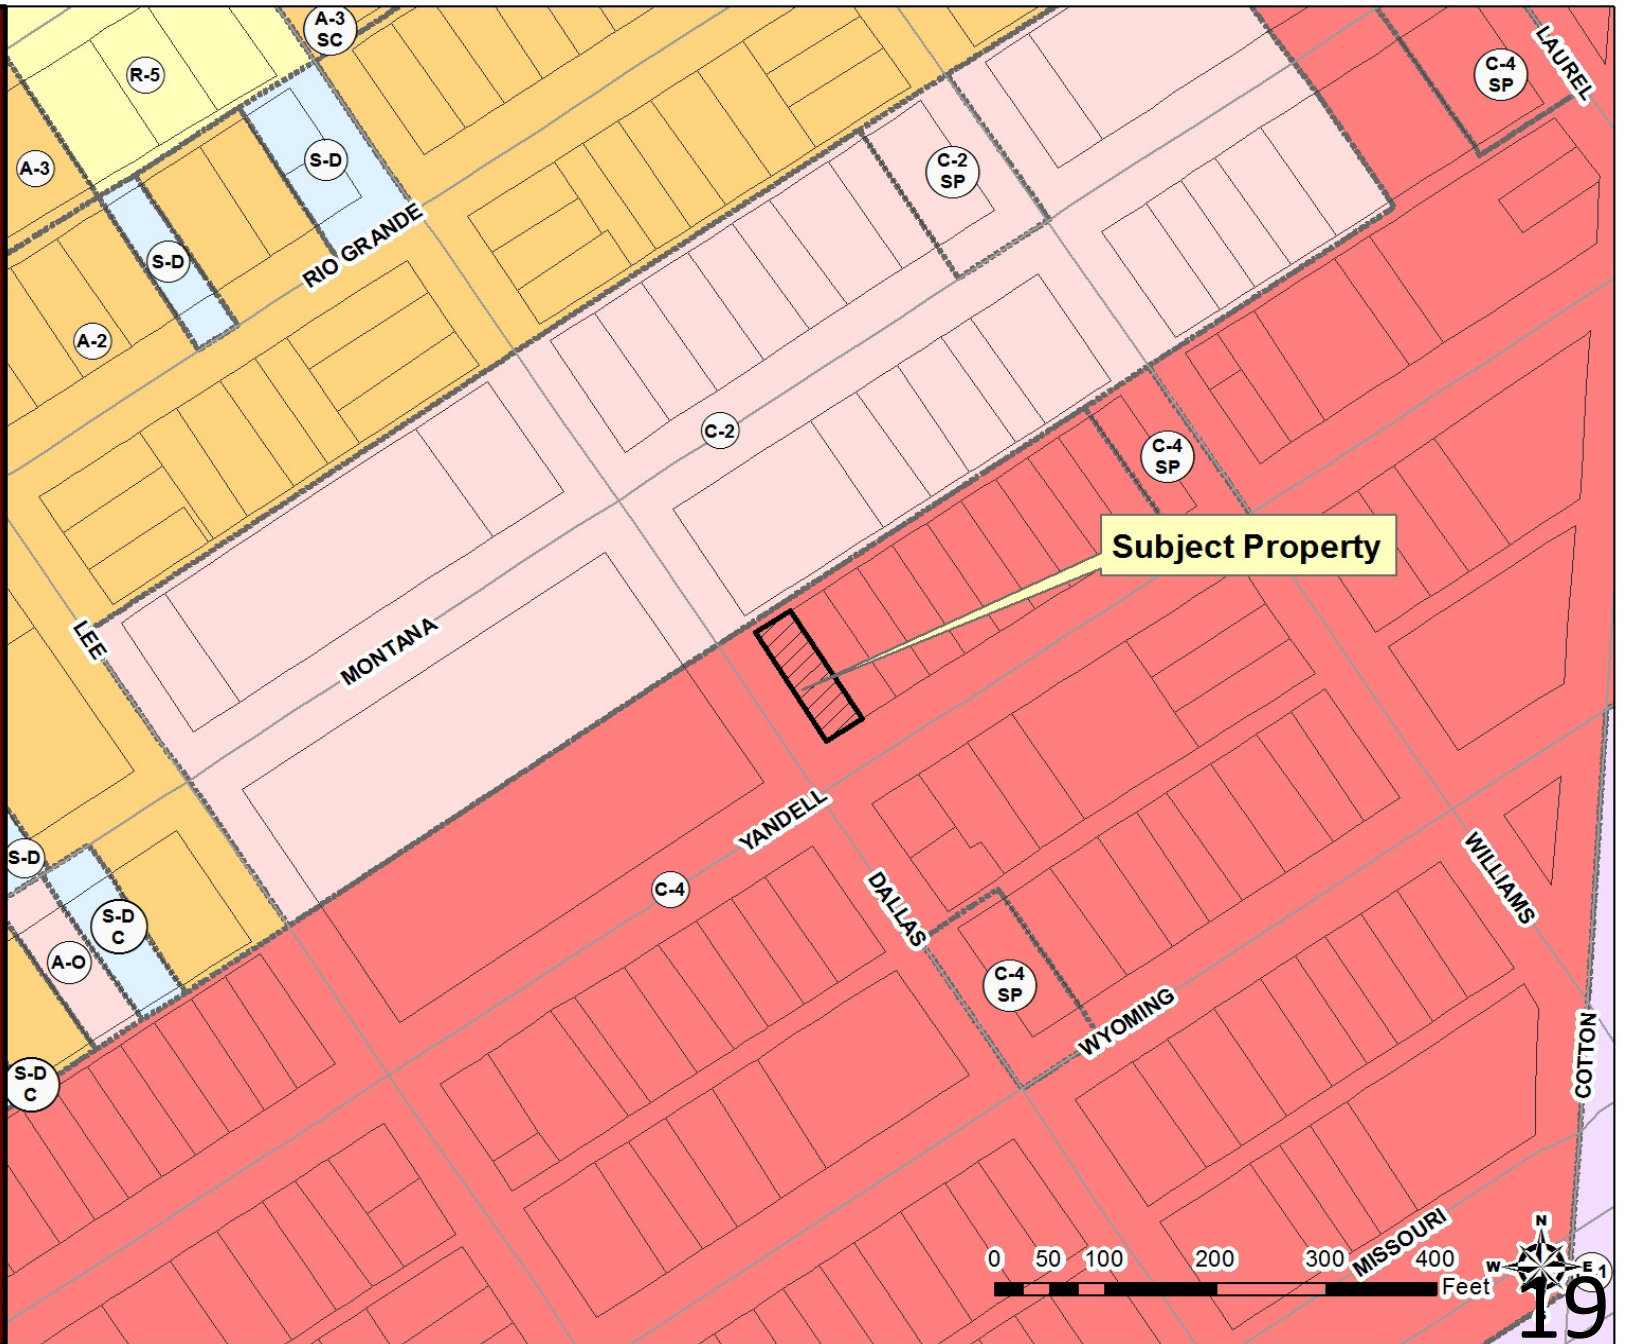 A-3
SC
LAUREL
R-5
C-4
SP
A-3
S-D
C-2
SP
RIO GRANDE
S-D
A-2
C-2
C-4
SP
Subject Property
LEE
MONTANA
YANDELL
S-D
C-4
DALLAS
WILLIAMS
S-D
C
A-O
C-4
SP
WYOMING
COTTON
S-D
C
MISSOURI
N
W
E
0 50 100 200 300 400
Feet
1
19